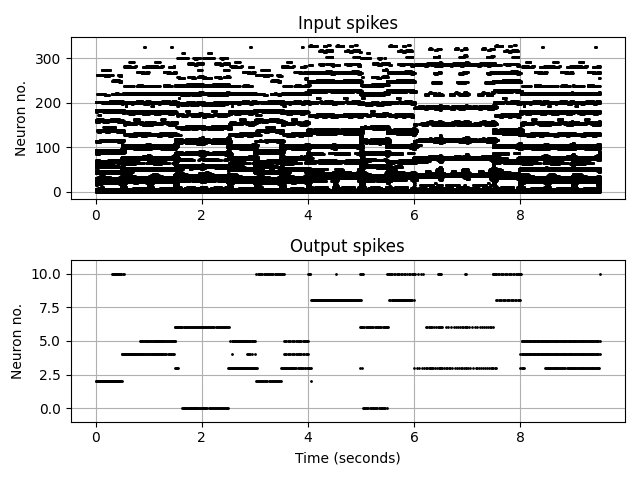 Input spikes
300
200
100
0
Neuron no.
0 2 4 6 8
Output spikes
10.0
7.5
5.0
2.5
0.0
Neuron no.
0 2 4 6 8
Time (seconds)